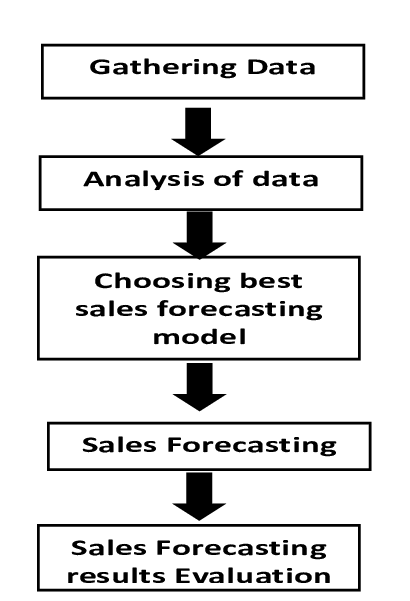 Gathering Data
Analysis of data
Choosing best
sales forecasting
model
Sales Forecasting
Sales Forecasting
results Evaluation